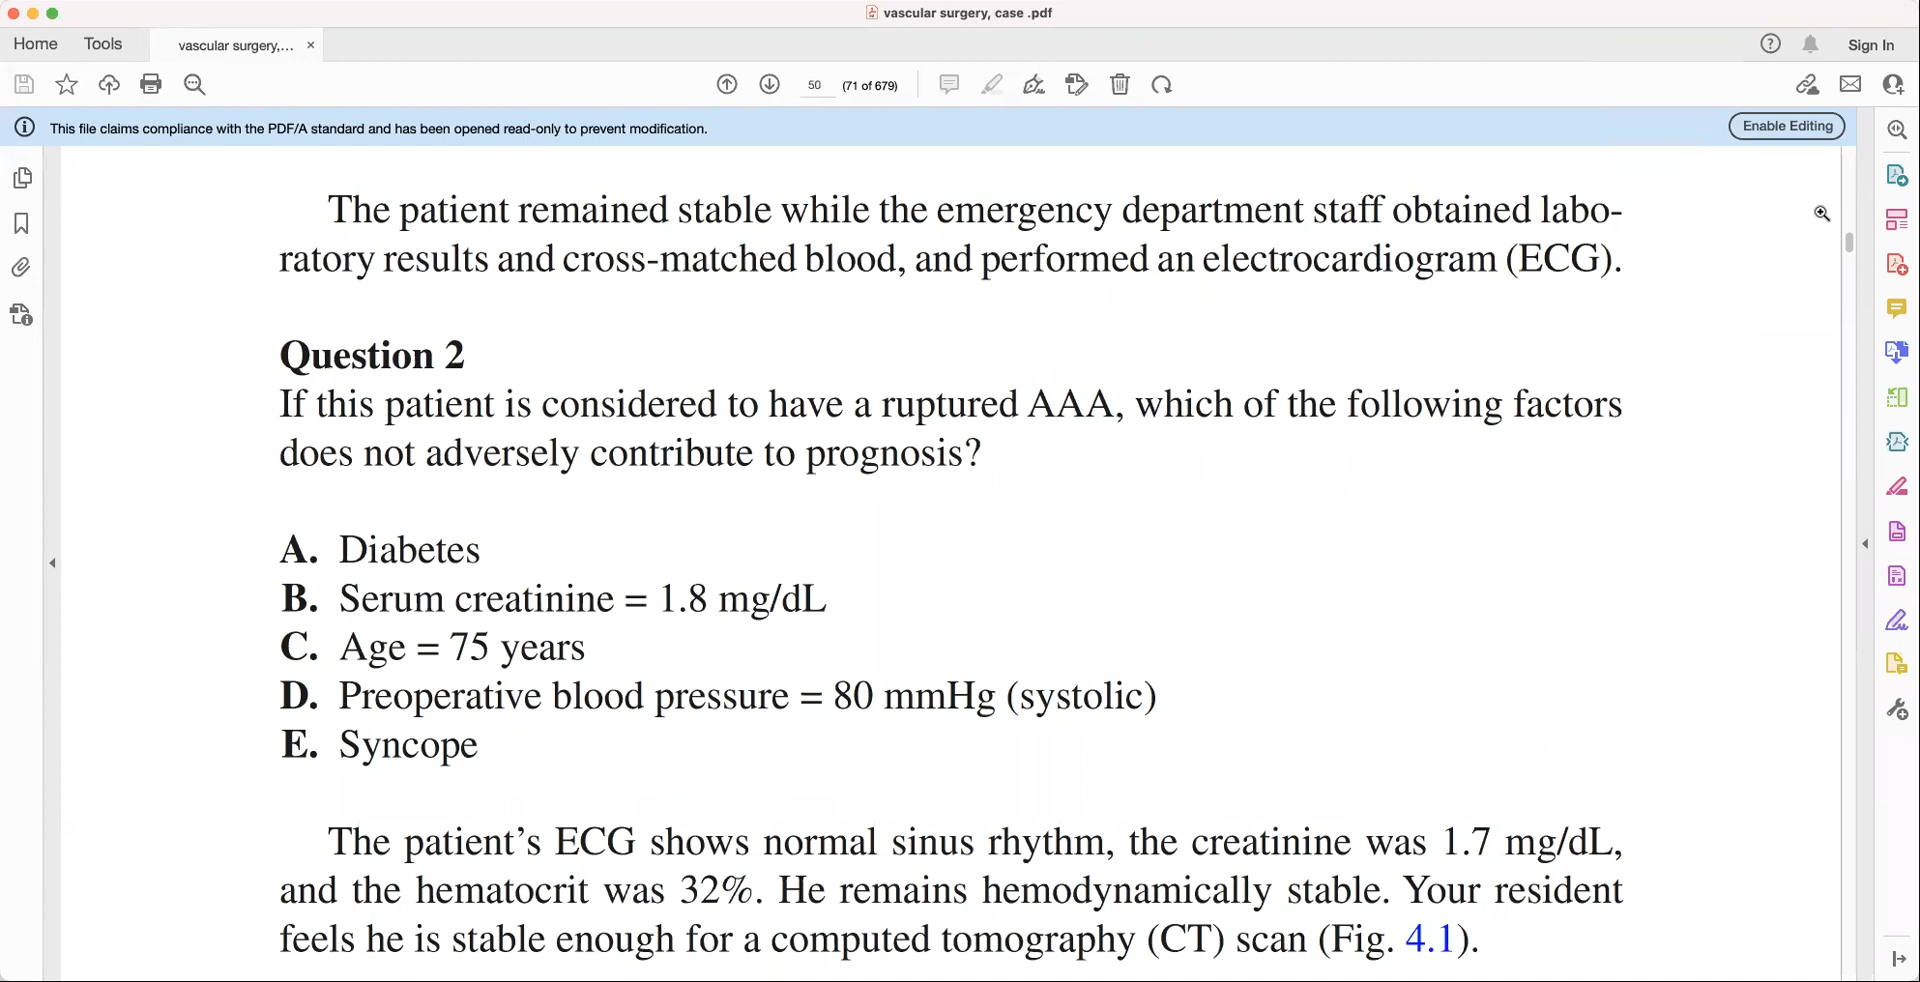 vascular surgery, case .pdf
Home Tools vascular surgery,... × Sign In
50 (71 of 679)
This file claims compliance with the PDF/A standard and has been opened read-only to prevent modification. Enable Editing
The patient remained stable while the emergency department staff obtained labo-
ratory results and cross-matched blood, and performed an electrocardiogram (ECG).
Question 2
If this patient is considered to have a ruptured AAA, which of the following factors
does not adversely contribute to prognosis?
A. Diabetes
B. Serum creatinine = 1.8 mg/dL
C. Age = 75 years
D. Preoperative blood pressure = 80 mmHg (systolic)
E. Syncope
The patient’s ECG shows normal sinus rhythm, the creatinine was 1.7 mg/dL,
and the hematocrit was 32%. He remains hemodynamically stable. Your resident
feels he is stable enough for a computed tomography (CT) scan (Fig. 4.1).